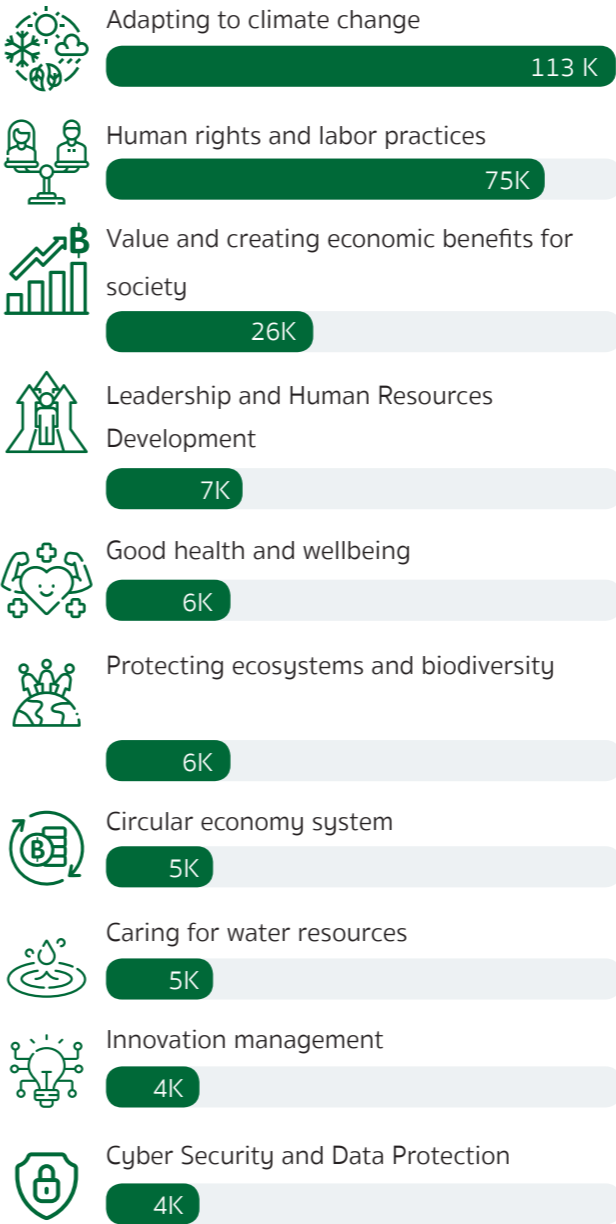 Adapting to climate change
113 K
Human rights and labor practices
75K
Value and creating economic benefits for
society
26K
Leadership and Human Resources
Development
7K
Good health and wellbeing
6K
Protecting ecosystems and biodiversity
6K
Circular economy system
5K
Caring for water resources
5K
Innovation management
4K
Cyber Security and Data Protection
4K